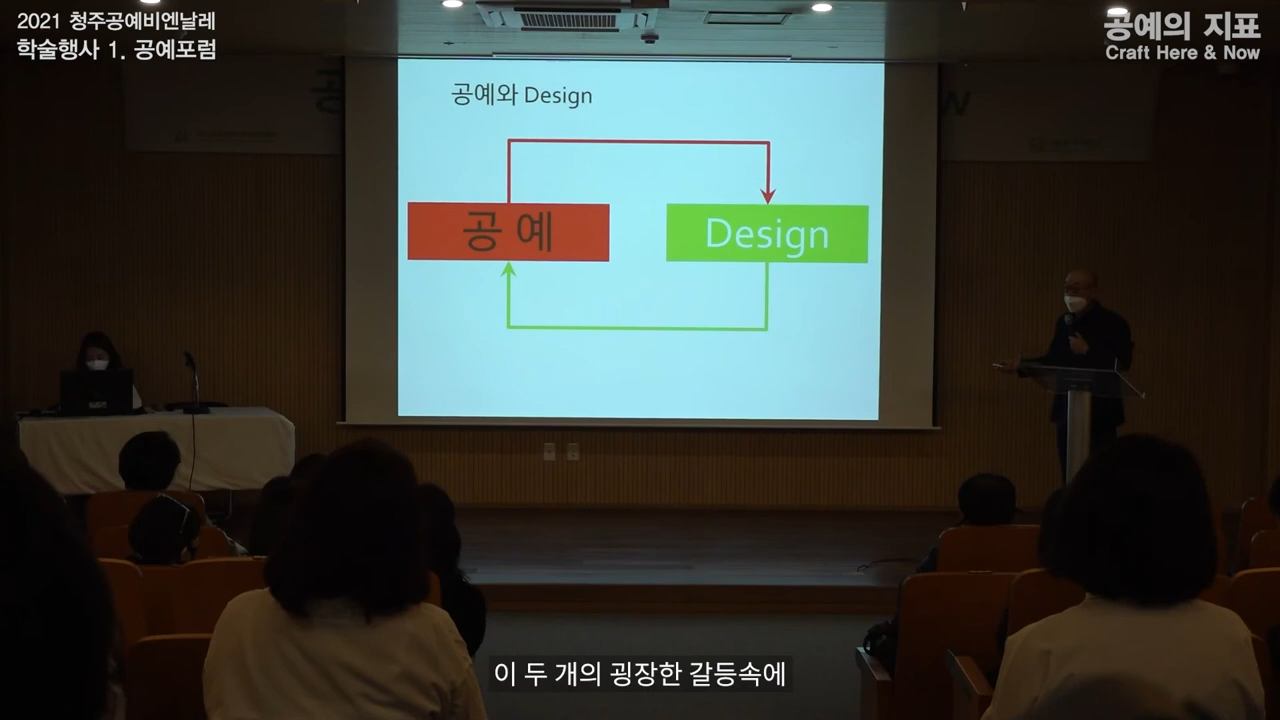 2021 청주공예비엔날레
학술행사 1. 공예포럼
공예의 지표
Craft Here & Now
공예와 Design
공 예
Design
이 두 개의 굉장한 갈등속에